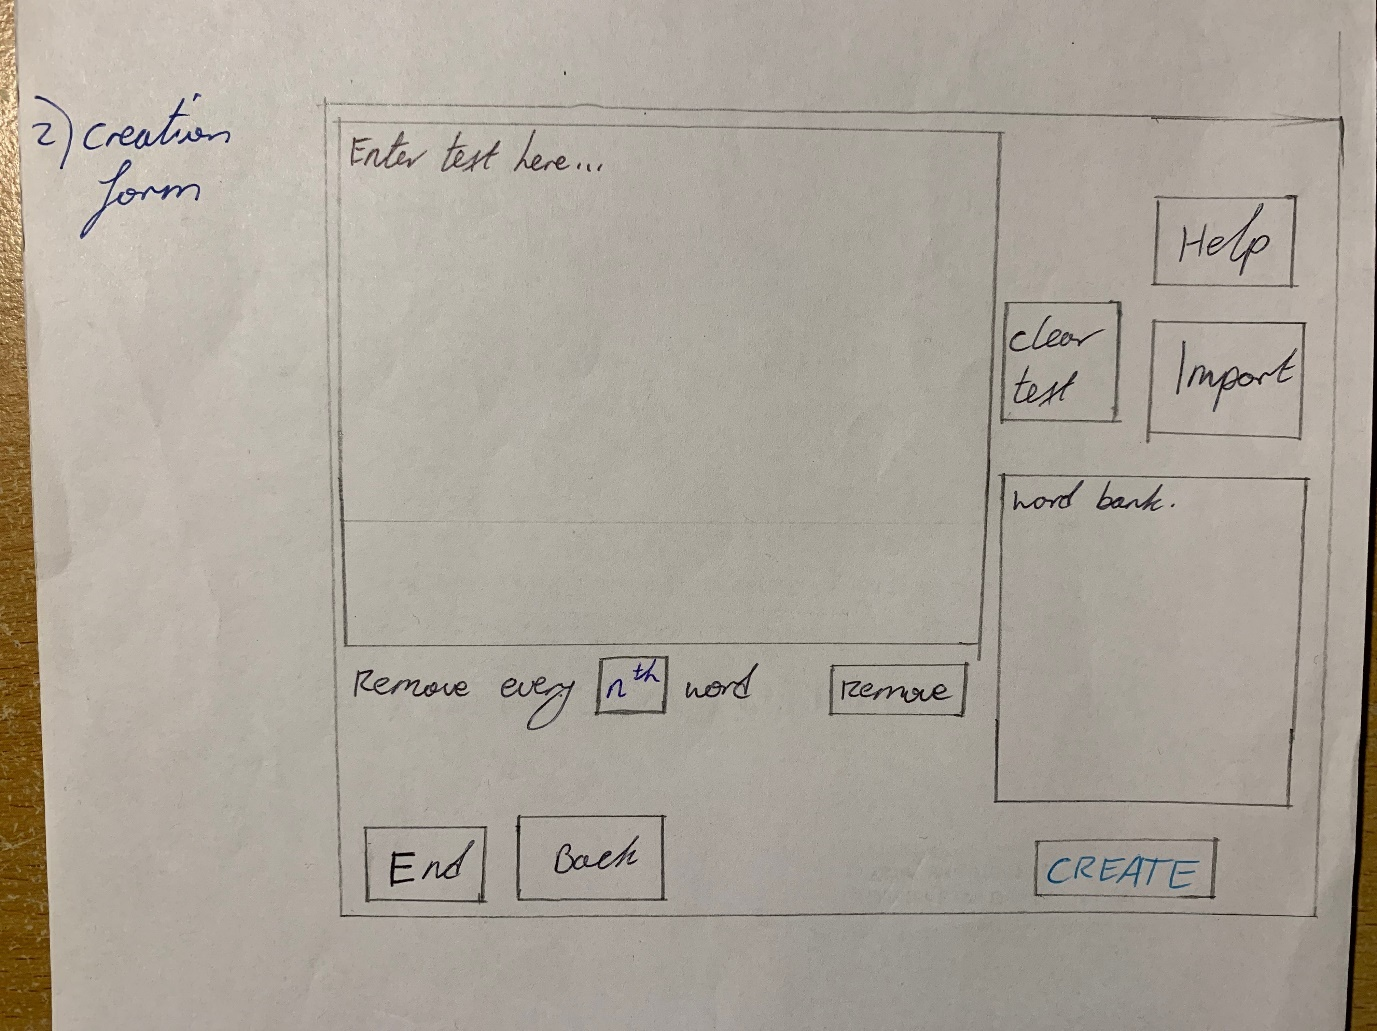 2) creation
form
Enter text here...
Help
clear
text
Import
word bank.
Remove every nth word
Remove
End
Back
CREATE